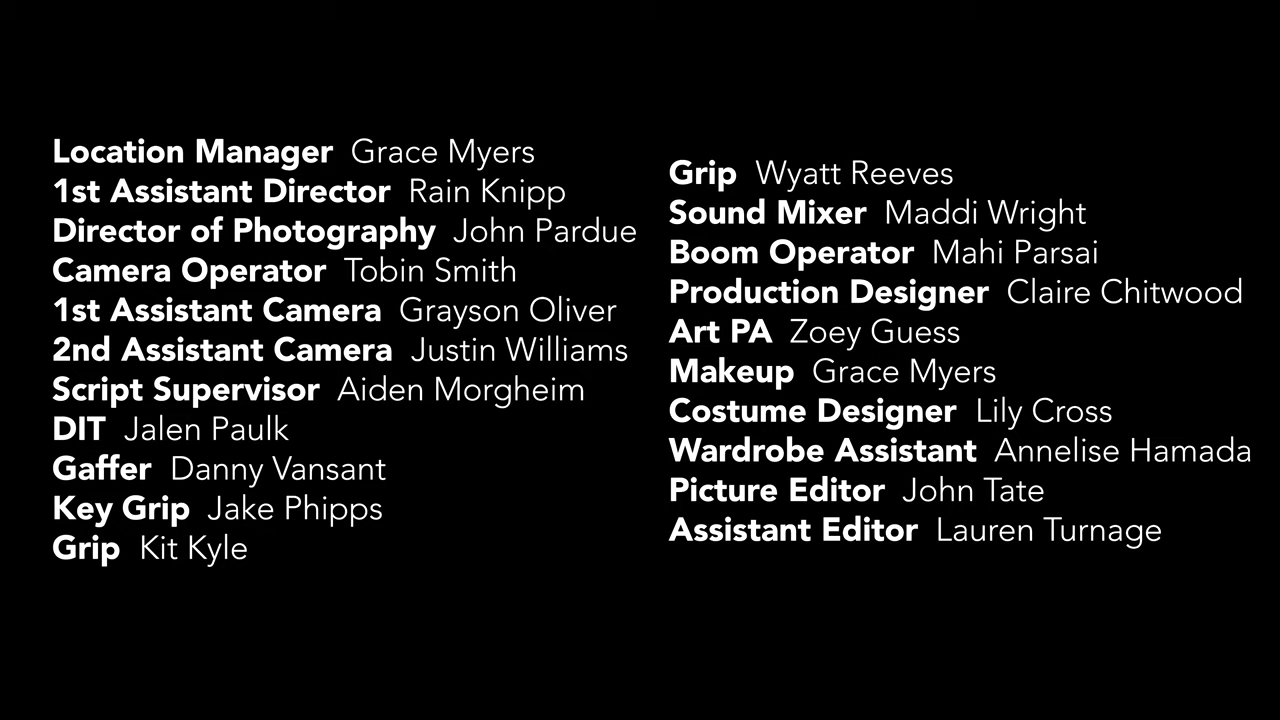 Location Manager Grace Myers
1st Assistant Director Rain Knipp
Director of Photography John Pardue
Camera Operator Tobin Smith
1st Assistant Camera Grayson Oliver
2nd Assistant Camera Justin Williams
Script Supervisor Aiden Morgheim
DIT Jalen Paulk
Gaffer Danny Vansant
Key Grip Jake Phipps
Grip Kit Kyle
Grip Wyatt Reeves
Sound Mixer Maddi Wright
Boom Operator Mahi Parsai
Production Designer Claire Chitwood
Art PA Zoey Guess
Makeup Grace Myers
Costume Designer Lily Cross
Wardrobe Assistant Annelise Hamada
Picture Editor John Tate
Assistant Editor Lauren Turnage